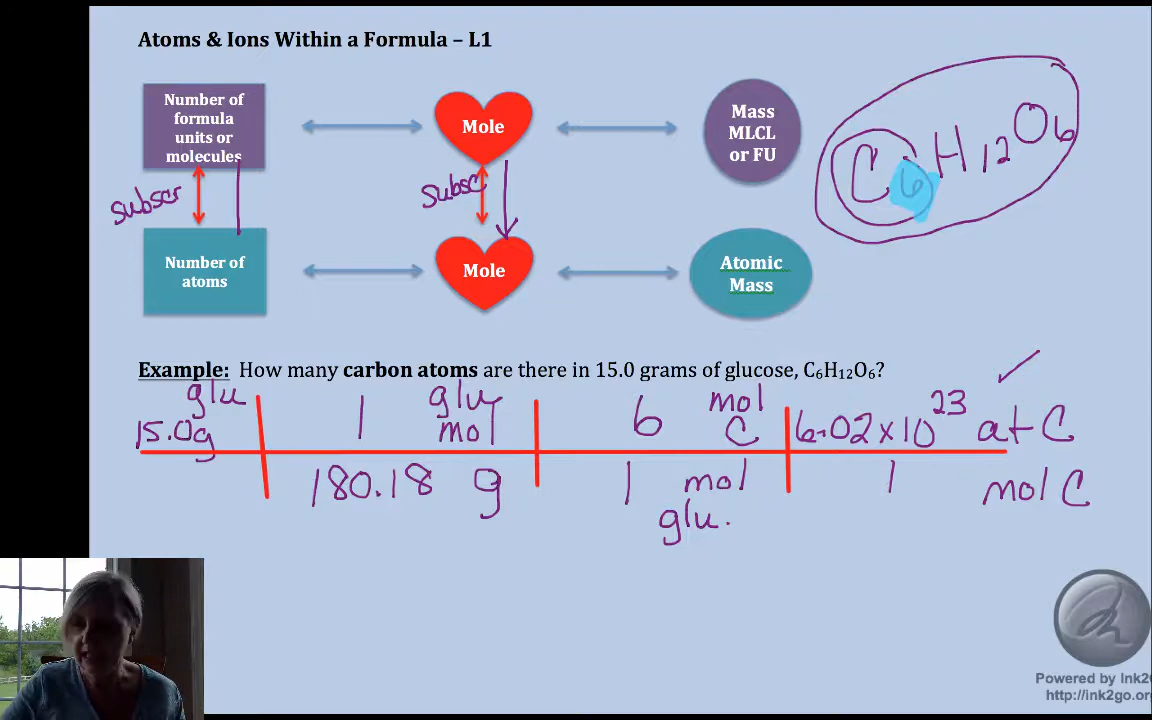 Atoms & Ions Within a Formula – L1
Number of
formula
units or
molecules
Mole
Mass
MLCL
or FU
C6H12O6
subscr
subsc
Number of
atoms
Mole
Atomic
Mass
Example: How many carbon atoms are there in 15.0 grams of glucose, C₆H₁₂O₆?
glu
15.0g
1 glu mol
6 mol C
6.02x10^23 at C
180.18 g
1 mol glu.
1 mol C
Powered by Ink2G
http://ink2go.org